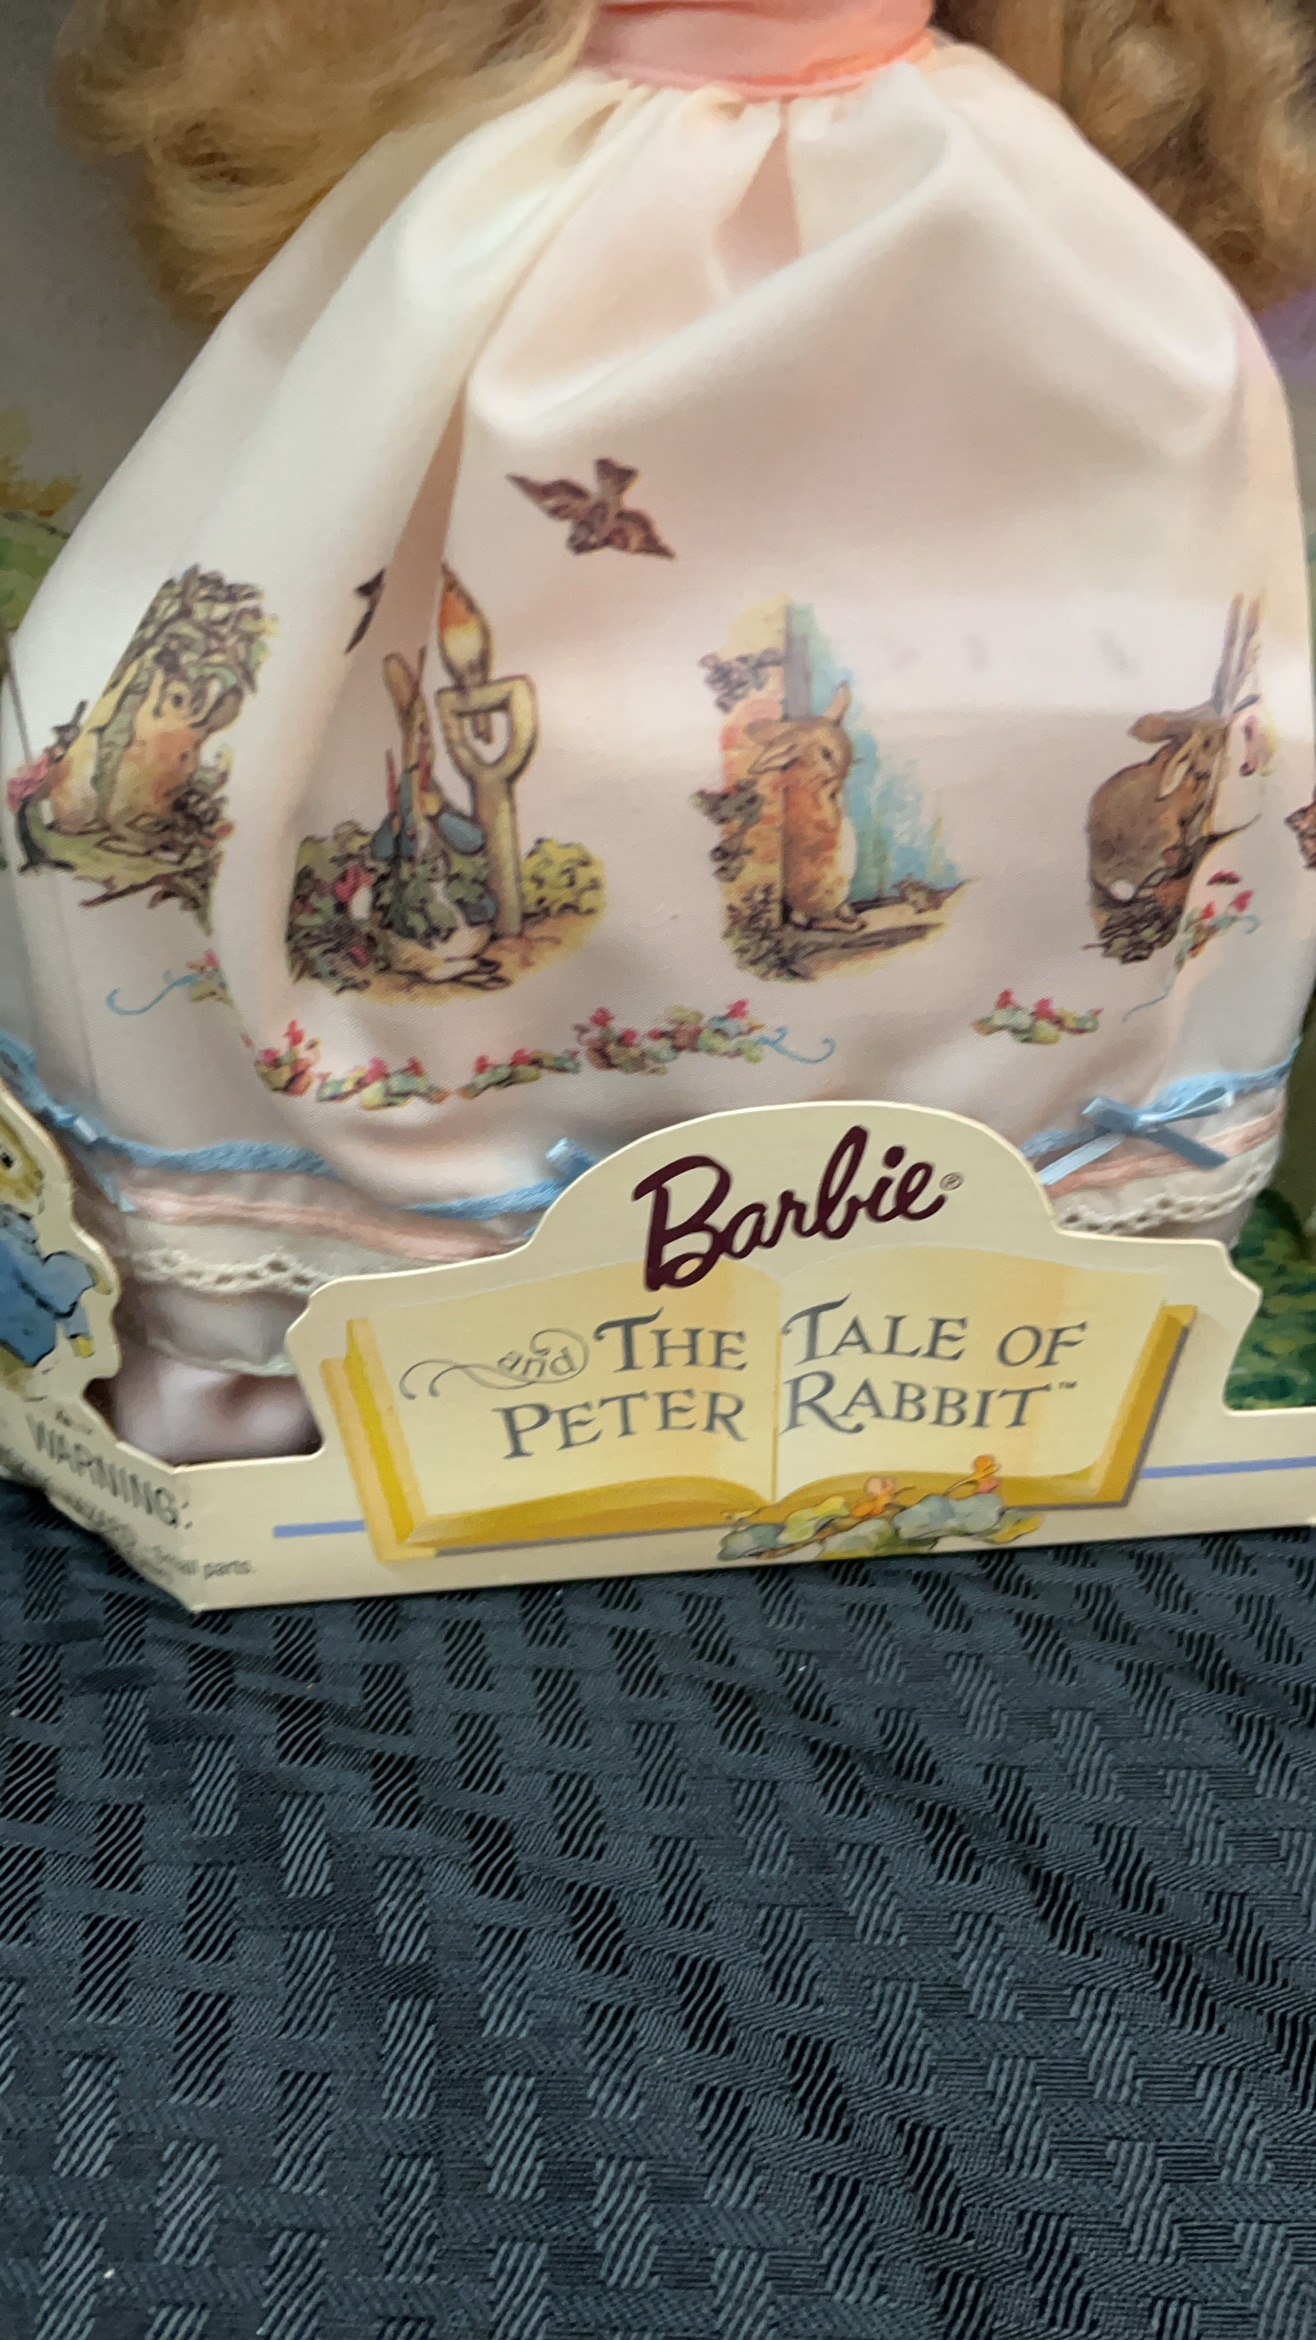 Barbie®
and THE TALE OF
PETER RABBIT™
WARNING:
parts.